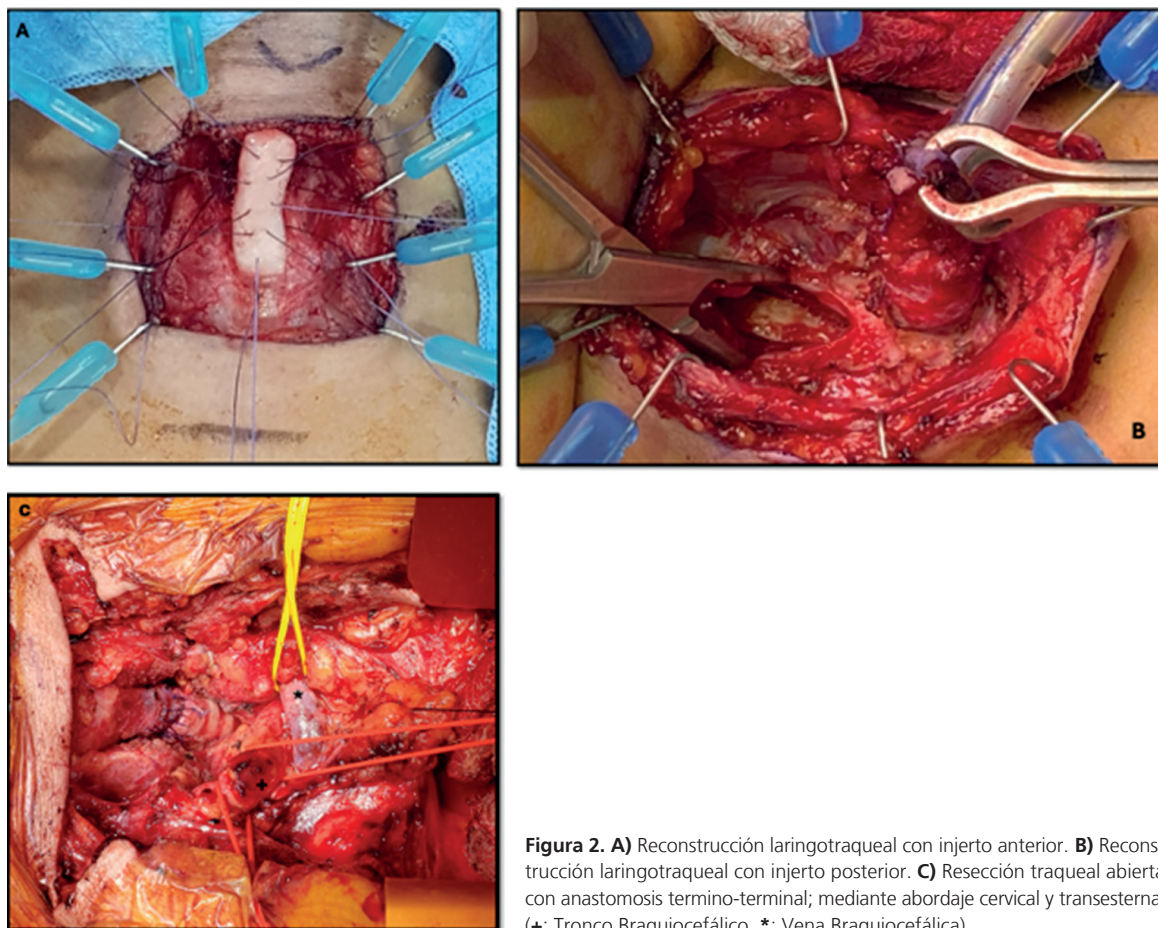 A
B
C
*
+
Figura 2. A) Reconstrucción laringotraqueal con injerto anterior. B) Recons-
trucción laringotraqueal con injerto posterior. C) Resección traqueal abierta
con anastomosis termino-terminal; mediante abordaje cervical y transesterna
(+: Tronco Braquiocefálico, *: Vena Braquiocefálica)